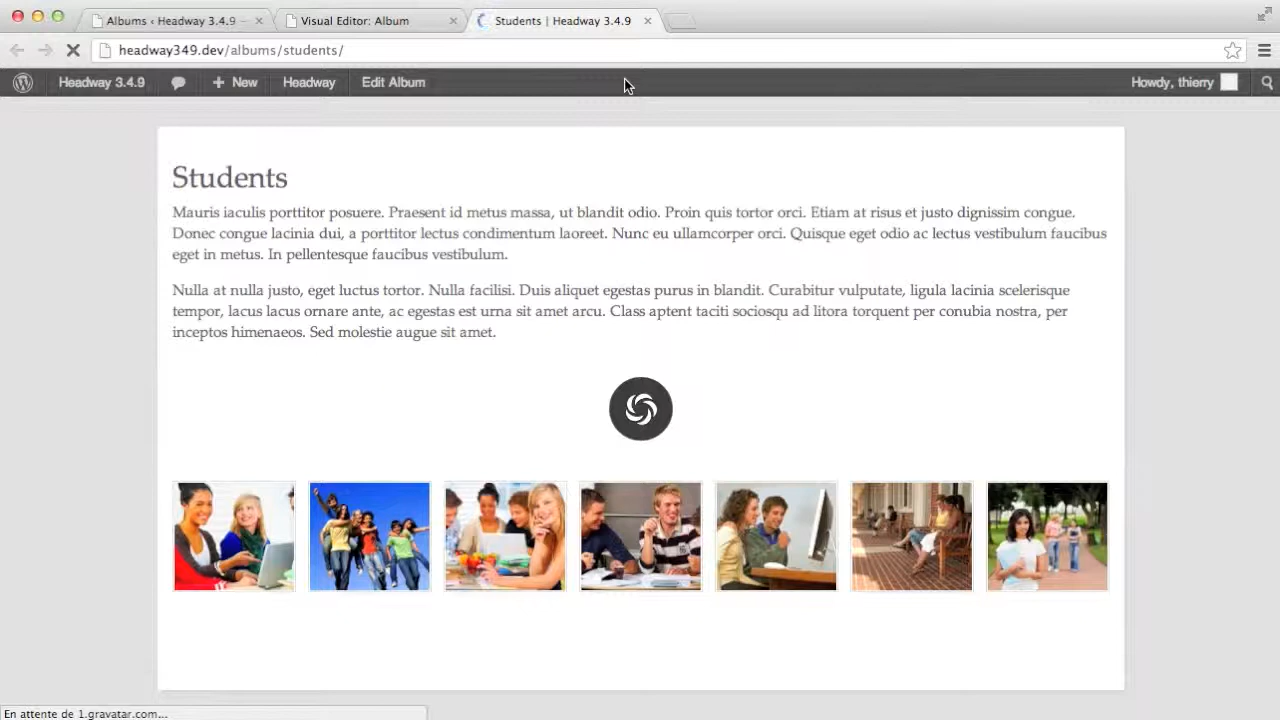 Albums ‹ Headway 3.4.9 –
Visual Editor: Album
Students | Headway 3.4.9
headway349.dev/albums/students/
Headway 3.4.9
New
Headway
Edit Album
Howdy, thierry
Students
Mauris iaculis porttitor posuere. Praesent id metus massa, ut blandit odio. Proin quis tortor orci. Etiam at risus et justo dignissim congue.
Donec congue lacinia dui, a porttitor lectus condimentum laoreet. Nunc eu ullamcorper orci. Quisque eget odio ac lectus vestibulum faucibus
eget in metus. In pellentesque faucibus vestibulum.
Nulla at nulla justo, eget luctus tortor. Nulla facilisi. Duis aliquet egestas purus in blandit. Curabitur vulputate, ligula lacinia scelerisque
tempor, lacus lacus ornare ante, ac egestas est urna sit amet arcu. Class aptent taciti sociosqu ad litora torquent per conubia nostra, per
inceptos himenaeos. Sed molestie augue sit amet.
En attente de 1.gravatar.com...